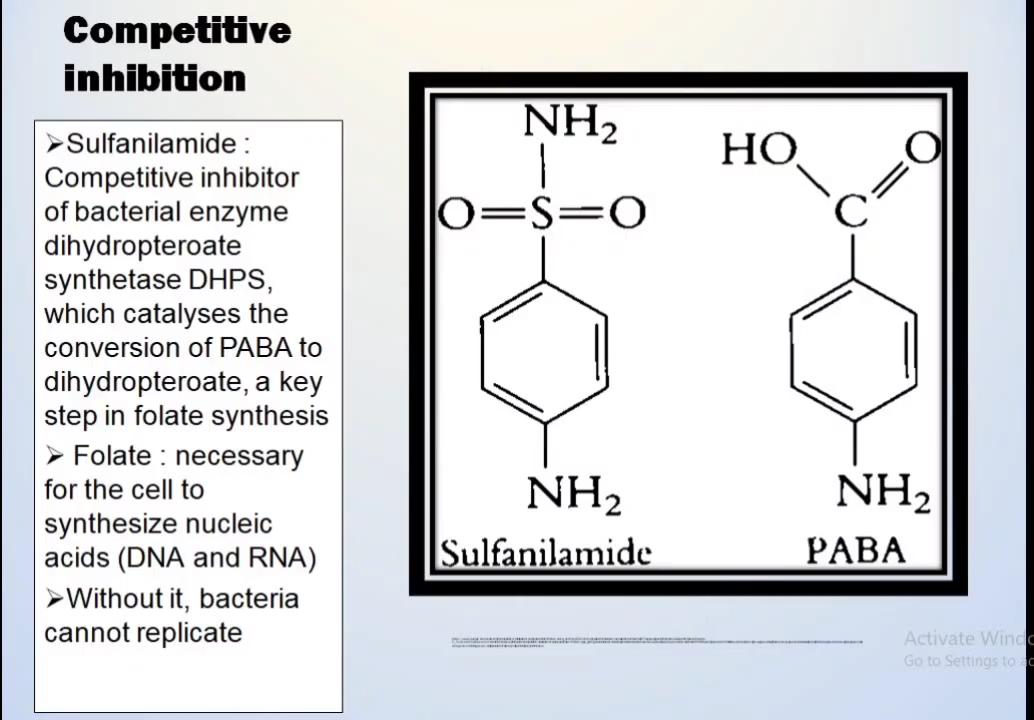 Competitive
inhibition
➢Sulfanilamide :
Competitive inhibitor
of bacterial enzyme
dihydropteroate
synthetase DHPS,
which catalyses the
conversion of PABA to
dihydropteroate, a key
step in folate synthesis
➢ Folate : necessary
for the cell to
synthesize nucleic
acids (DNA and RNA)
➢Without it, bacteria
cannot replicate
NH2
O=S=O
NH2
Sulfanilamide
HO
O
C
NH2
PABA
Activate Windo
Go to Settings to ac